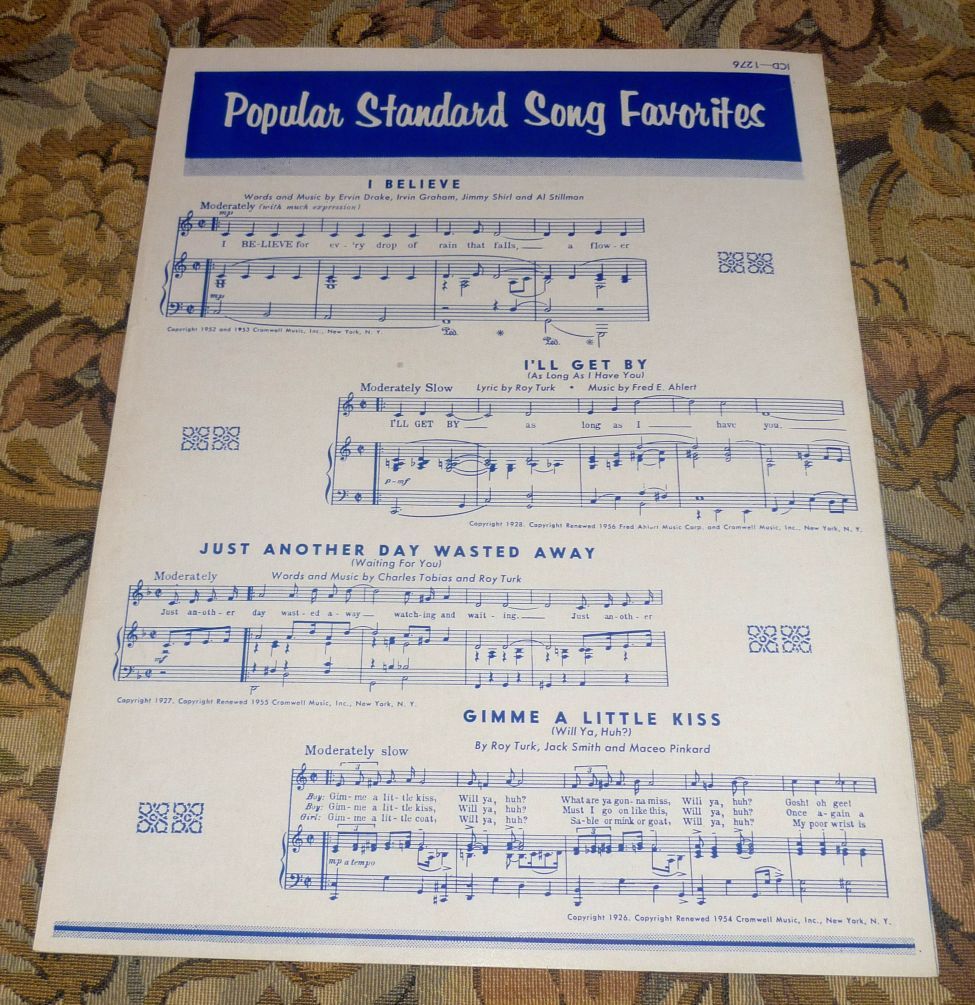 ICD—1276
Popular Standard Song Favorites
I BELIEVE
Words and Music by Ervin Drake, Irvin Graham, Jimmy Shirl and Al Stillman
Moderately (with much expression)
mp
I BE-LIEVE for ev-'ry drop of rain that falls, a flow-er
mp
Ped. * Ped. *
Copyright 1952 and 1953 Cromwell Music, Inc., New York, N. Y.
I'LL GET BY
(As Long As I Have You)
Moderately Slow Lyric by Roy Turk • Music by Fred E. Ahlert
I'LL GET BY as long as I have you.
p-mf
Copyright 1928. Copyright Renewed 1956 Fred Ahlert Music Corp. and Cromwell Music, Inc., New York, N. Y.
JUST ANOTHER DAY WASTED AWAY
(Waiting For You)
Moderately Words and Music by Charles Tobias and Roy Turk
Just an-oth-er day wast-ed a-way watch-ing and wait-ing. Just an-oth-er
mf
Copyright 1927. Copyright Renewed 1955 Cromwell Music, Inc., New York, N. Y.
GIMME A LITTLE KISS
(Will Ya, Huh?)
Moderately slow By Roy Turk, Jack Smith and Maceo Pinkard
3 3
Boy: Gim-me a lit-tle kiss, Will ya, huh? What are ya gon-na miss, Will ya, huh? Gosh! oh gee!
Boy: Gim-me a lit-tle kiss, Will ya, huh? Must I go on like this, Will ya, huh? Once a-gain a
Girl: Gim-me a lit-tle coat, Will ya, huh? Sa-ble or mink or goat, Will ya, huh? My poor wrist is
3 3
mp a tempo
Copyright 1926. Copyright Renewed 1954 Cromwell Music, Inc., New York, N. Y.